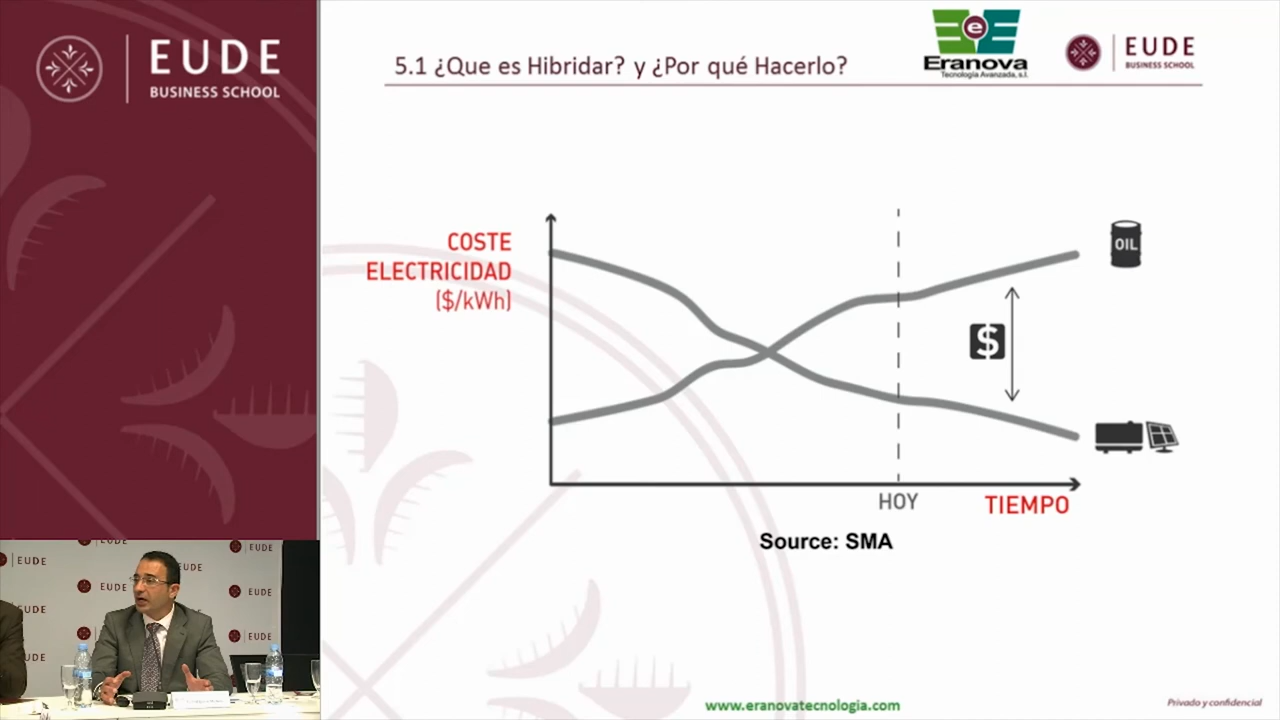 EUDE
BUSINESS SCHOOL
5.1 ¿Que es Hibridar? y ¿Por qué Hacerlo?
Eranova
Tecnología Avanzada, s.l.
EUDE
BUSINESS SCHOOL
COSTE
ELECTRICIDAD
($/kWh)
OIL
$
HOY
TIEMPO
Source: SMA
EUDE
EUDE
EUDE
EUDE
EUDE
EUDE
EUDE
EUDE
www.eranovatecnologia.com
Privado y confidencial